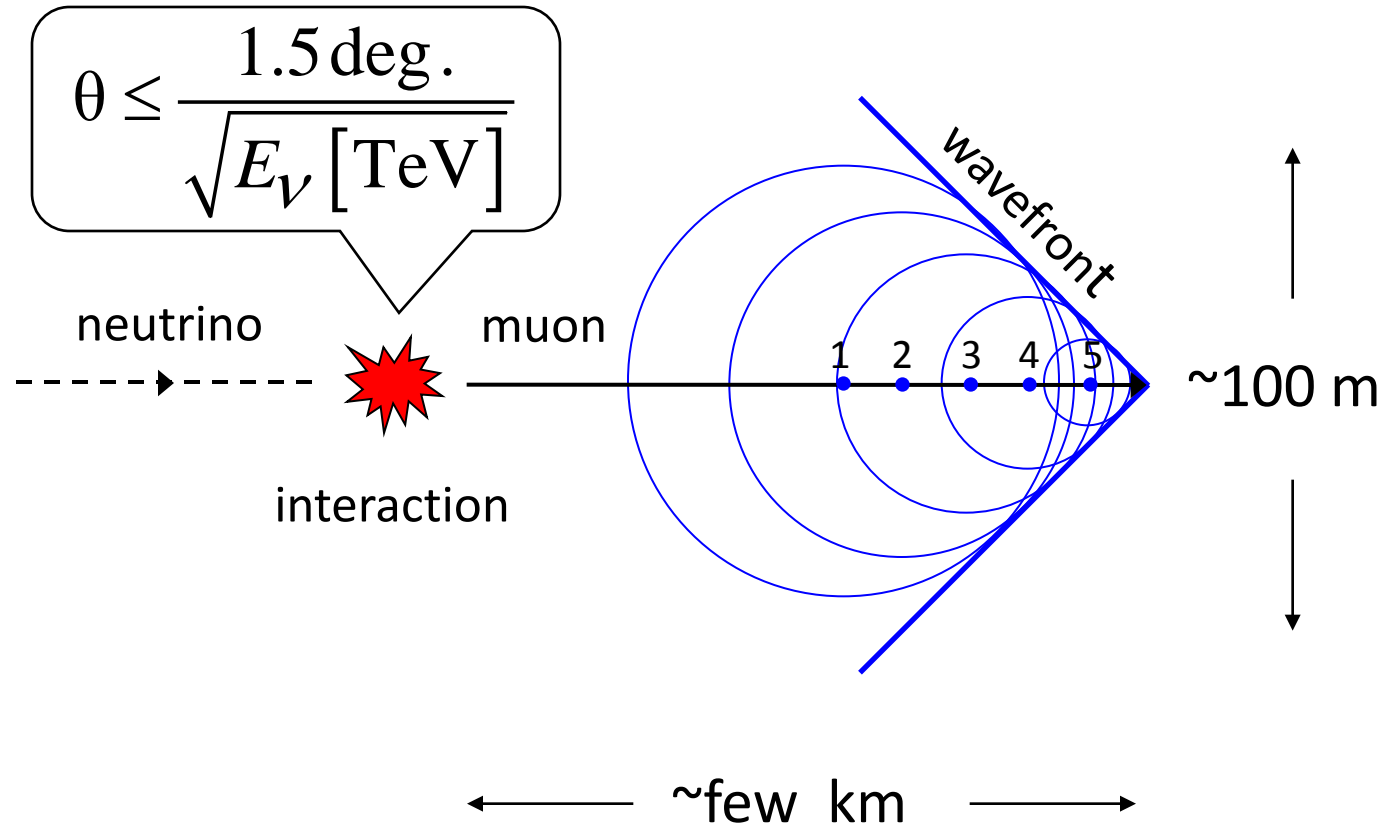 θ ≤ 1.5 deg. / √(E_ν [TeV])
neutrino
muon
interaction
wavefront
1 2 3 4 5
~100 m
~few km